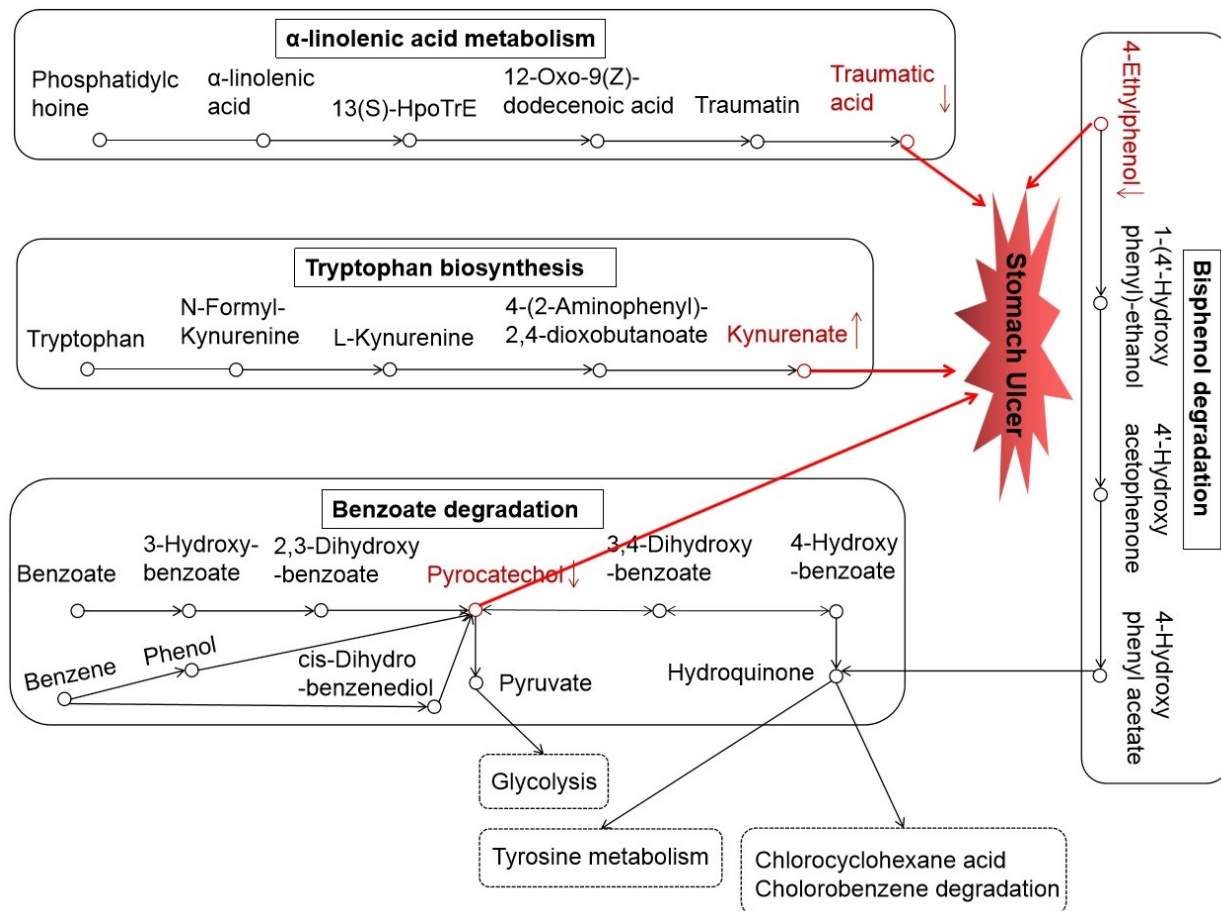 α-linolenic acid metabolism
Phosphatidylc
hoine
α-linolenic
acid
13(S)-HpoTrE
12-Oxo-9(Z)-
dodecenoic acid
Traumatin
Traumatic
acid ↓
Tryptophan biosynthesis
Tryptophan
N-Formyl-
Kynurenine
L-Kynurenine
4-(2-Aminophenyl)-
2,4-dioxobutanoate
Kynurenate ↑
Benzoate degradation
Benzoate
3-Hydroxy-
benzoate
2,3-Dihydroxy
-benzoate
Pyrocatechol ↓
3,4-Dihydroxy
-benzoate
4-Hydroxy
-benzoate
Benzene
Phenol
cis-Dihydro
-benzenediol
Pyruvate
Hydroquinone
Glycolysis
Tyrosine metabolism
Chlorocyclohexane acid
Cholorobenzene degradation
Stomach Ulcer
Bisphenol degradation
4-Ethylphenol ↓
1-(4'-Hydroxy
phenyl)-ethanol
4'-Hydroxy
acetophenone
4-Hydroxy
phenyl acetate